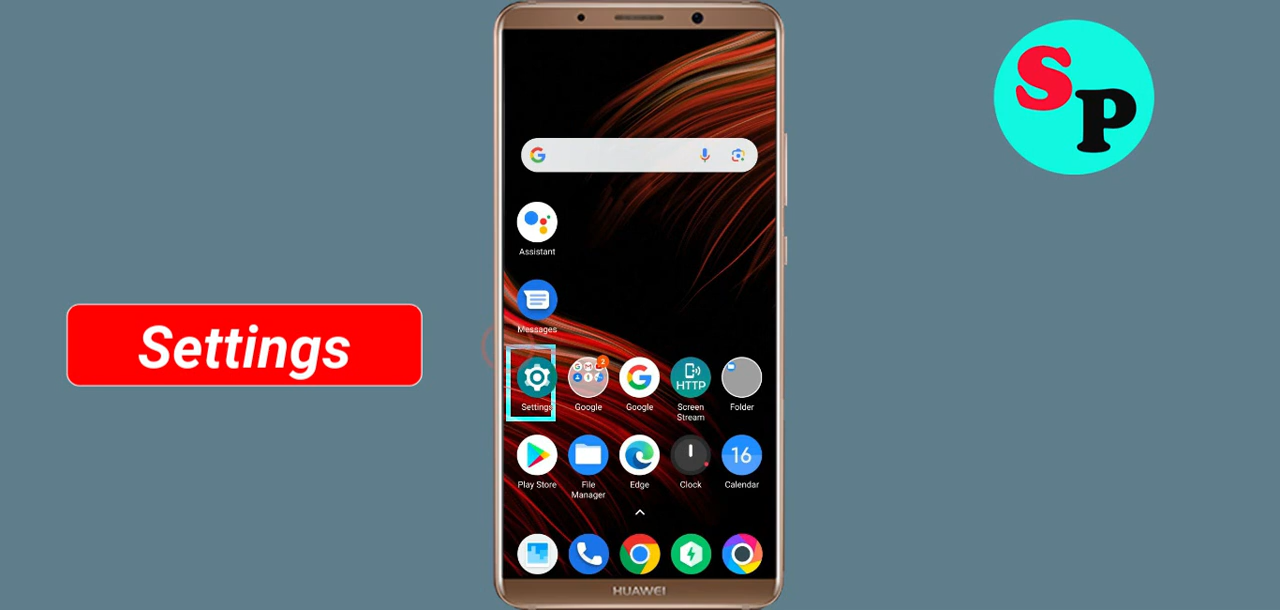 SP
Settings
Assistant
Messages
Settings
Google
Google
HTTP
Screen
Stream
Folder
Play Store
File
Manager
Edge
Clock
16
Calendar
2
HUAWEI